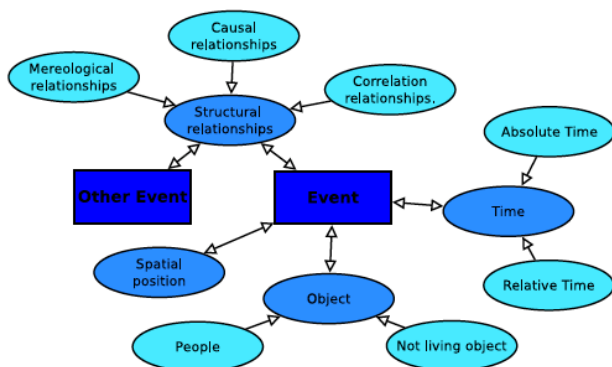 Causal
relationships
Mereological
relationships
Correlation
relationships.
Structural
relationships
Absolute Time
Other Event
Event
Time
Spatial
position
Object
Relative Time
People
Not living object